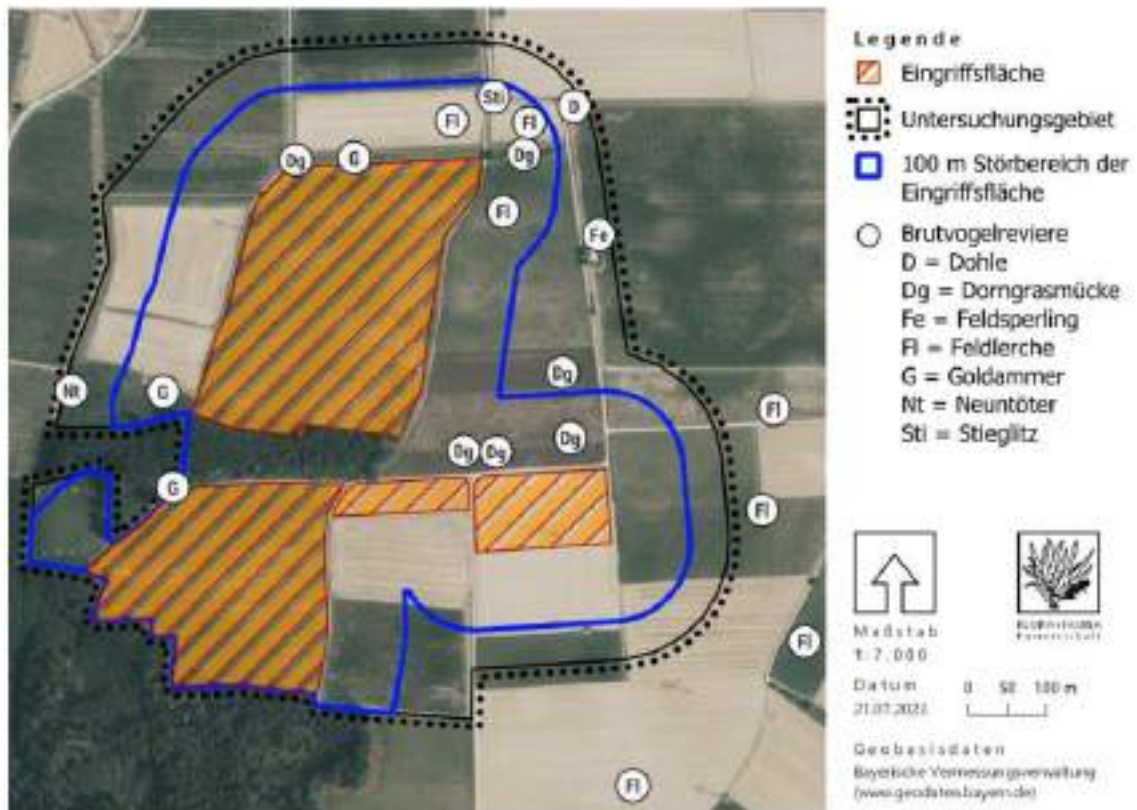 Sti
D
Fl
Fl
Dg
G
Dg
Fl
Fe
Nt
G
Dg
Fl
Dg
Dg
Dg
G
Fl
Fl
Fl
Legende
Eingriffsfläche
Untersuchungsgebiet
100 m Störbereich der
Eingriffsfläche
Brutvogelreviere
D = Dohle
Dg = Dorngrasmücke
Fe = Feldsperling
Fl = Feldlerche
G = Goldammer
Nt = Neuntöter
Sti = Stieglitz
Maßstab
1:7.000
Datum
0 50 100 m
Geobasisdaten
Bayerische Vermessungsverwaltung
(www.geodaten.bayern.de)